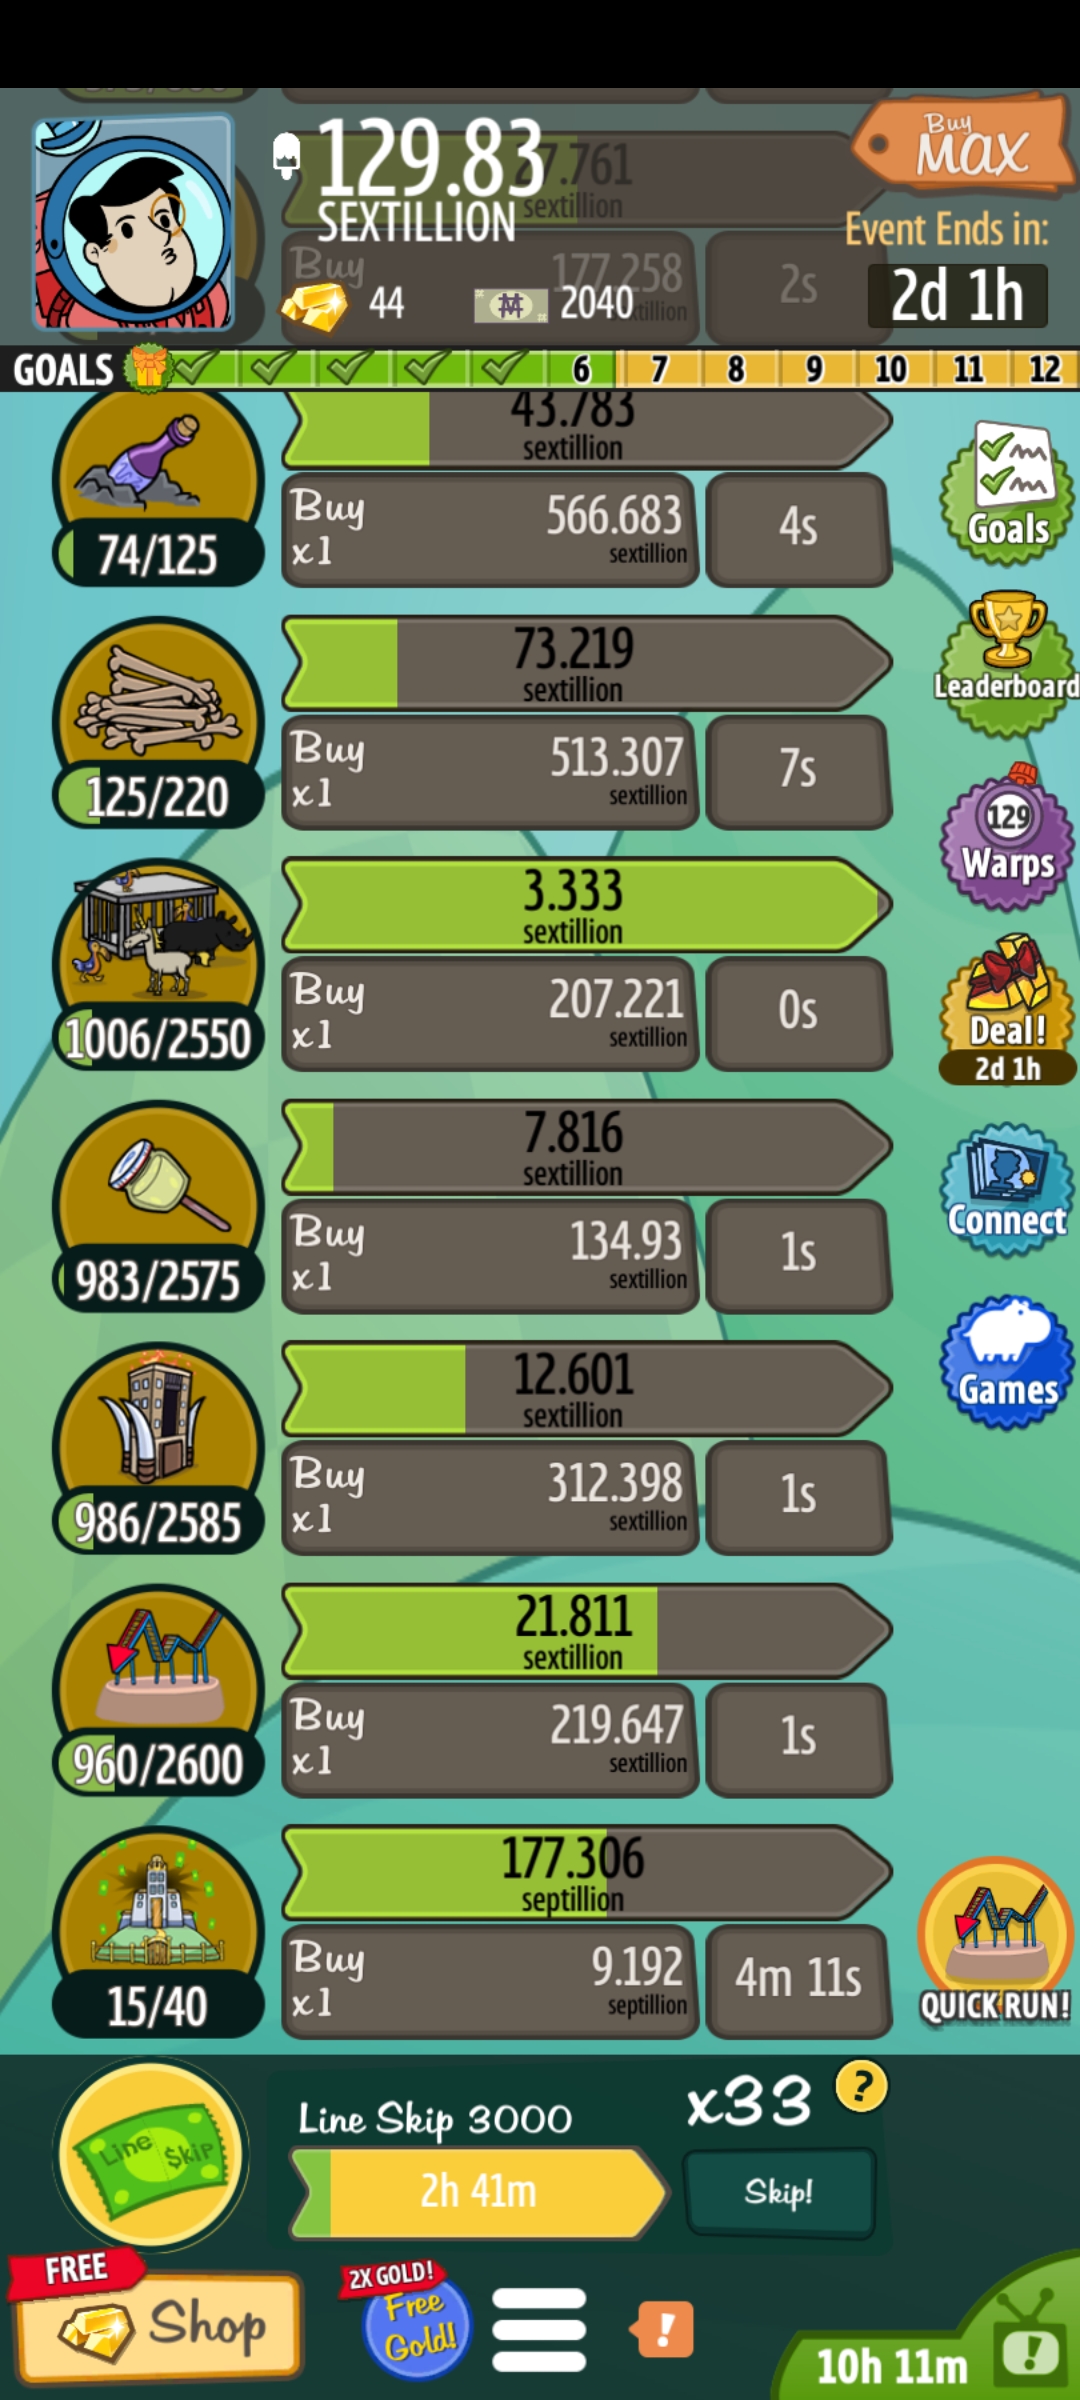 129.83
SEXTILLION
Buy
MAX
Event Ends in:
2d 1h
44
2040
7.761
sextillion
Buy
177.258
2s
GOALS
6 7 8 9 10 11 12
43.783
sextillion
Buy
x1
566.683
sextillion
4s
74/125
Goals
73.219
sextillion
Buy
x1
513.307
sextillion
7s
125/220
Leaderboard
129
Warps
3.333
sextillion
Buy
x1
207.221
sextillion
0s
1006/2550
Deal!
2d 1h
7.816
sextillion
Buy
x1
134.93
sextillion
1s
983/2575
Connect
12.601
sextillion
Buy
x1
312.398
sextillion
1s
986/2585
Games
21.811
sextillion
Buy
x1
219.647
sextillion
1s
960/2600
177.306
septillion
Buy
x1
9.192
septillion
4m 11s
15/40
QUICK RUN!
Line $kip
Line Skip 3000
2h 41m
x33
?
Skip!
FREE
Shop
2X GOLD!
Free
Gold!
!
10h 11m
!